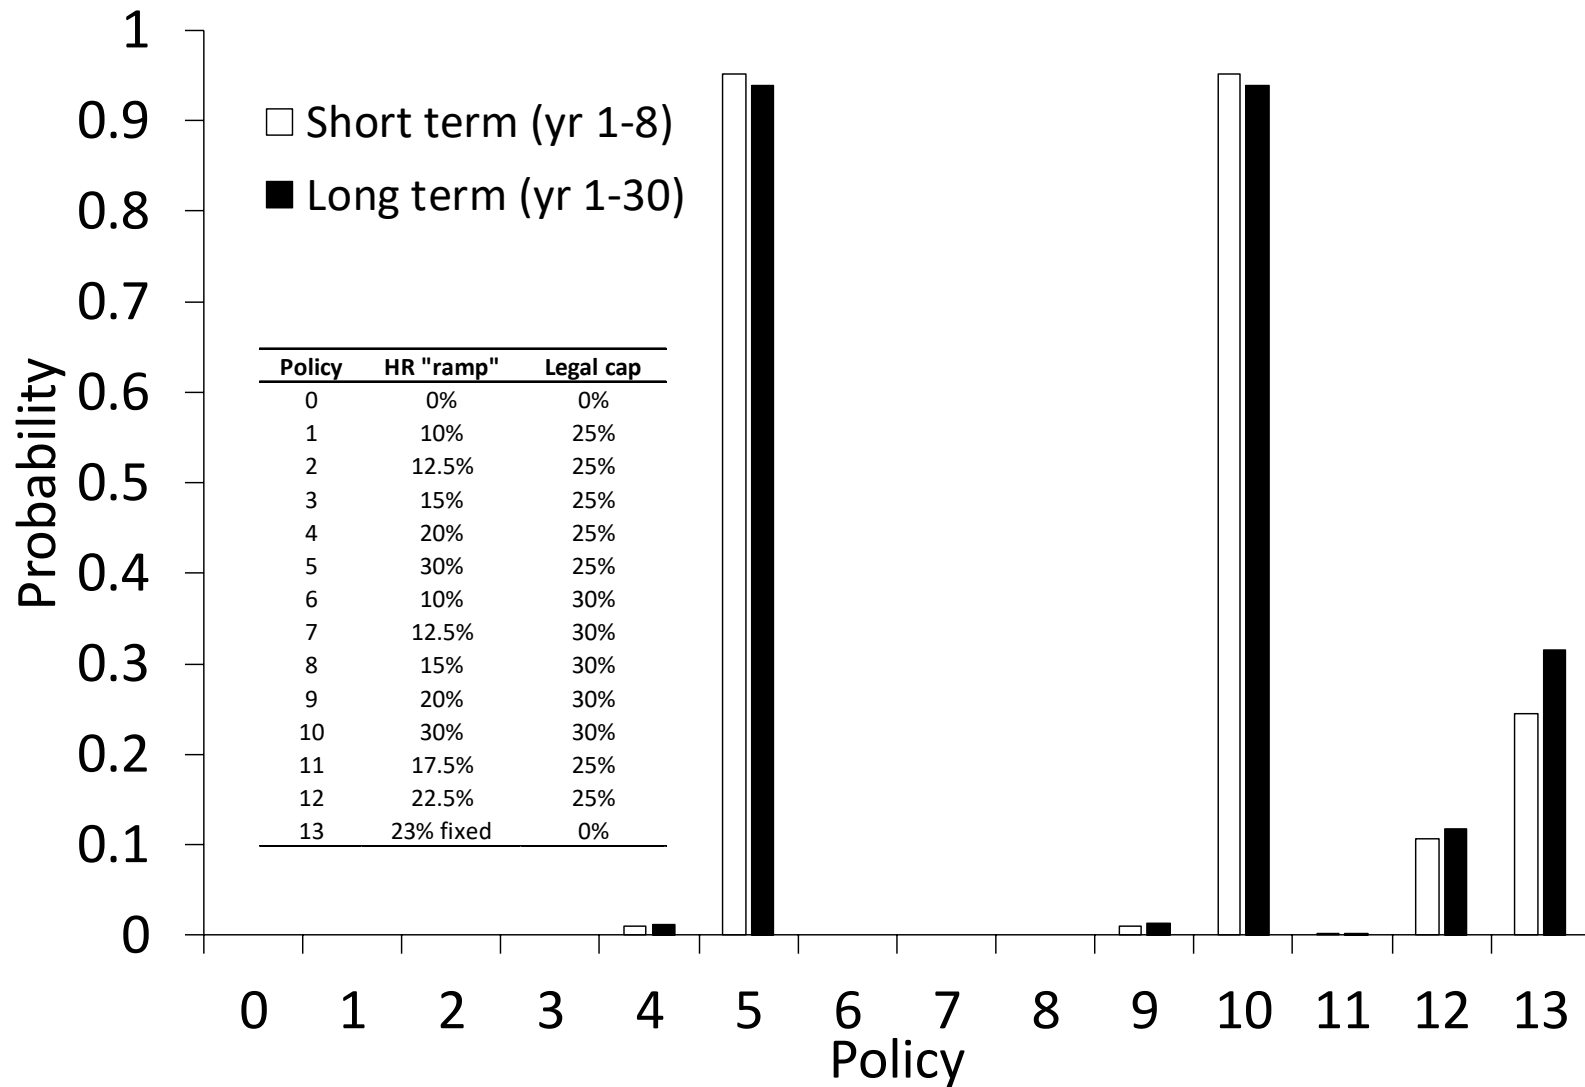 1
0.9
0.8
0.7
0.6
0.5
0.4
0.3
0.2
0.1
0
Probability
Short term (yr 1-8)
Long term (yr 1-30)
Policy HR "ramp" Legal cap
0 0% 0%
1 10% 25%
2 12.5% 25%
3 15% 25%
4 20% 25%
5 30% 25%
6 10% 30%
7 12.5% 30%
8 15% 30%
9 20% 30%
10 30% 30%
11 17.5% 25%
12 22.5% 25%
13 23% fixed 0%
0 1 2 3 4 5 6 7 8 9 10 11 12 13
Policy